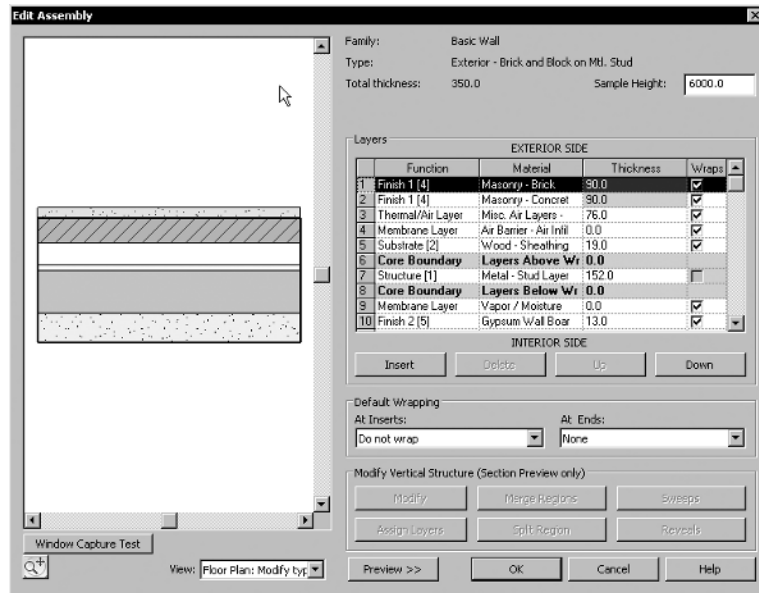 Edit Assembly
Family: Basic Wall
Type: Exterior - Brick and Block on Mtl. Stud
Total thickness: 350.0 Sample Height: 6000.0
Layers
EXTERIOR SIDE
Function Material Thickness Wraps
1 Finish 1 [4] Masonry - Brick 90.0
2 Finish 1 [4] Masonry - Concret 90.0
3 Thermal/Air Layer Misc. Air Layers - 76.0
4 Membrane Layer Air Barrier - Air Infil 0.0
5 Substrate [2] Wood - Sheathing 19.0
6 Core Boundary Layers Above Wr 0.0
7 Structure [1] Metal - Stud Layer 152.0
8 Core Boundary Layers Below Wr 0.0
9 Membrane Layer Vapor / Moisture 0.0
10 Finish 2 [5] Gypsum Wall Boar 13.0
INTERIOR SIDE
Insert Delete Up Down
Default Wrapping
At Inserts: At Ends:
Do not wrap None
Modify Vertical Structure (Section Preview only)
Modify Merge Regions Sweeps
Assign Layers Split Region Reveals
Window Capture Test
View: Floor Plan: Modify typ
Preview >> OK Cancel Help